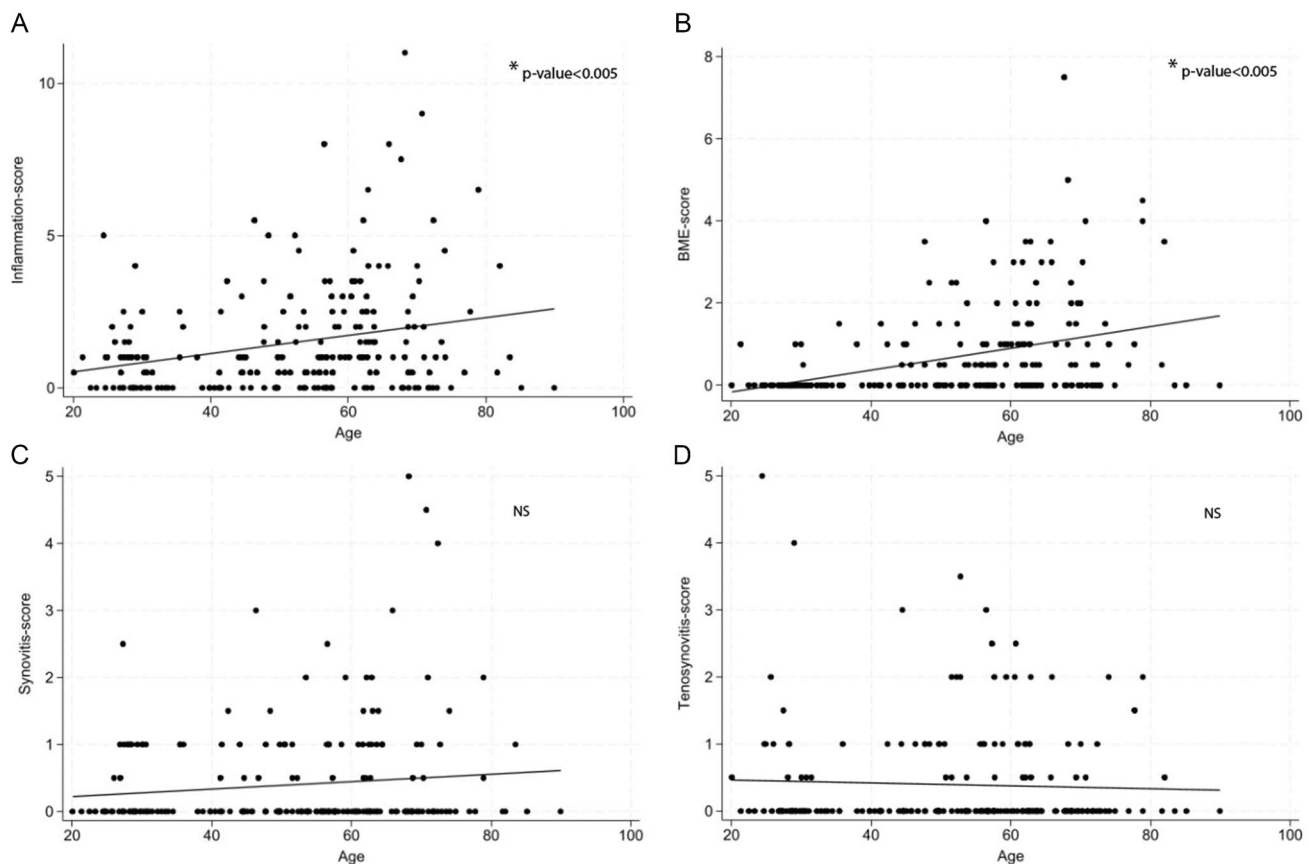 A
* p-value<0.005
10
5
0
Inflammation-score
20 40 60 80 100
Age
B
* p-value<0.005
8
6
4
2
0
BME-score
20 40 60 80 100
Age
C
NS
5
4
3
2
1
0
Synovitis-score
20 40 60 80 100
Age
D
NS
5
4
3
2
1
0
Tenosynovitis-score
20 40 60 80 100
Age